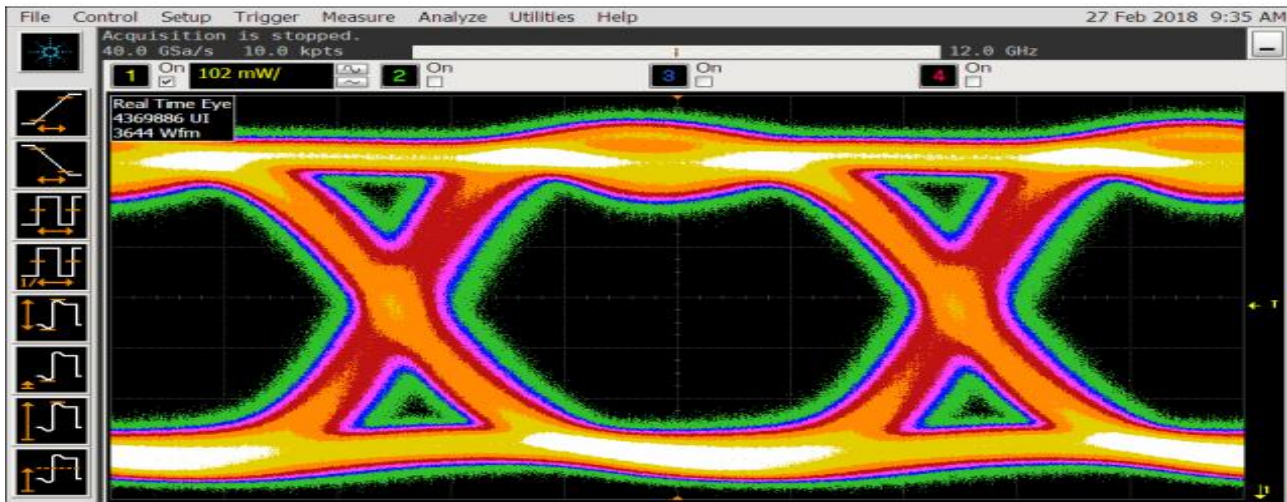 File Control Setup Trigger Measure Analyze Utilities Help 27 Feb 2018 9:35 AM
Acquisition is stopped.
40.0 GSa/s 10.0 kpts 12.0 GHz
1 On 102 mW/ 2 On 3 On 4 On
Real Time Eye
4369886 UI
3644 Wfm
1/
T